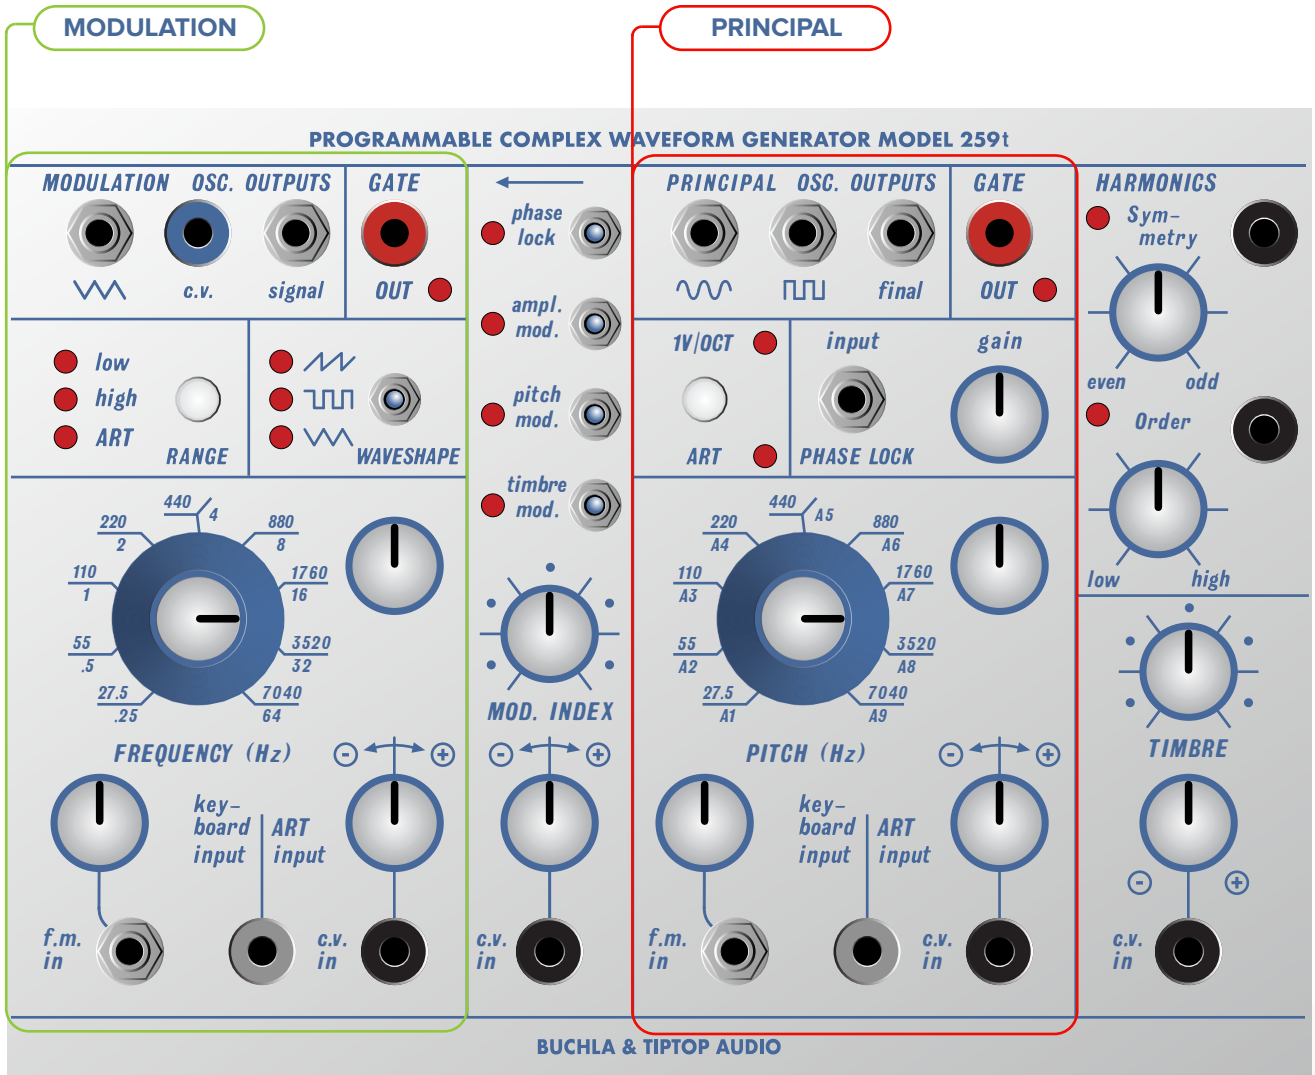 MODULATION
PRINCIPAL
PROGRAMMABLE COMPLEX WAVEFORM GENERATOR MODEL 259t
MODULATION OSC. OUTPUTS
GATE
c.v.
signal
OUT
low
high
ART
RANGE
WAVESHAPE
440
4
220
2
880
8
110
1
1760
16
55
.5
3520
32
27.5
.25
7040
64
FREQUENCY (Hz)
- +
key-
board
input
ART
input
f.m.
in
c.v.
in
phase
lock
ampl.
mod.
pitch
mod.
timbre
mod.
MOD. INDEX
- +
c.v.
in
PRINCIPAL OSC. OUTPUTS
GATE
final
OUT
1V/OCT
ART
input
PHASE LOCK
gain
440
A5
220
A4
880
A6
110
A3
1760
A7
55
A2
3520
A8
27.5
A1
7040
A9
PITCH (Hz)
- +
key-
board
input
ART
input
f.m.
in
c.v.
in
HARMONICS
Sym-
metry
even
odd
Order
low
high
TIMBRE
- +
c.v.
in
BUCHLA & TIPTOP AUDIO